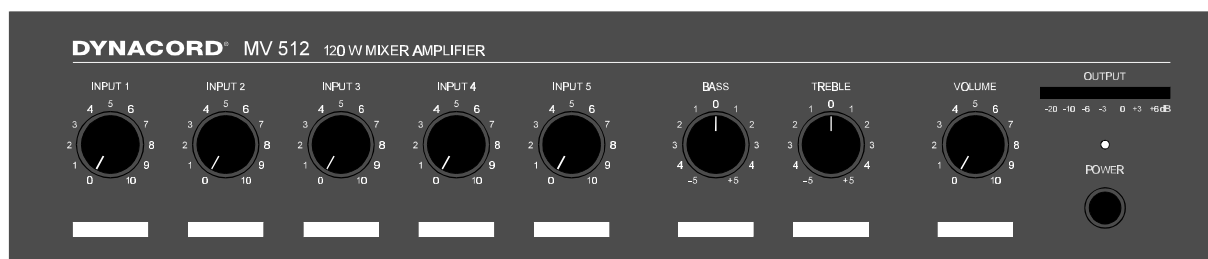 DYNACORD® MV 512 120 W MIXER AMPLIFIER
INPUT 1
0 1 2 3 4 5 6 7 8 9 10
INPUT 2
0 1 2 3 4 5 6 7 8 9 10
INPUT 3
0 1 2 3 4 5 6 7 8 9 10
INPUT 4
0 1 2 3 4 5 6 7 8 9 10
INPUT 5
0 1 2 3 4 5 6 7 8 9 10
BASS
-5 4 3 2 1 0 1 2 3 4 +5
TREBLE
-5 4 3 2 1 0 1 2 3 4 +5
VOLUME
0 1 2 3 4 5 6 7 8 9 10
OUTPUT
-20 -10 -6 -3 0 +3 +6dB
POWER